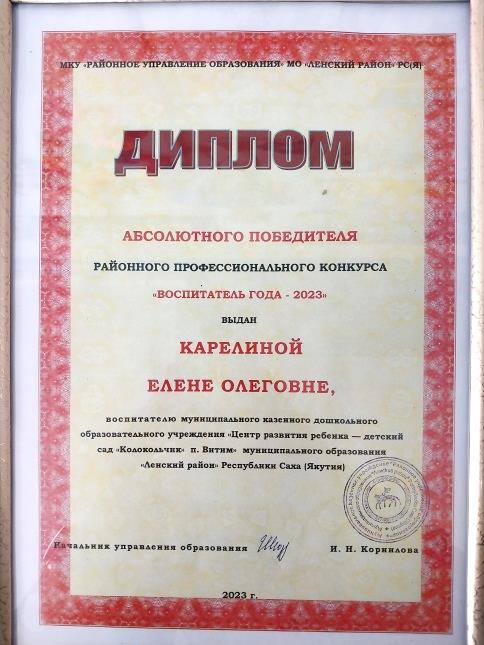 МКУ «РАЙОННОЕ УПРАВЛЕНИЕ ОБРАЗОВАНИЯ» МО «ЛЕНСКИЙ РАЙОН» РС(Я)
ДИПЛОМ
АБСОЛЮТНОГО ПОБЕДИТЕЛЯ
РАЙОННОГО ПРОФЕССИОНАЛЬНОГО КОНКУРСА
«ВОСПИТАТЕЛЬ ГОДА - 2023»
ВЫДАН
КАРЕЛИНОЙ
ЕЛЕНЕ ОЛЕГОВНЕ,
воспитателю муниципального казенного дошкольного
образовательного учреждения «Центр развития ребенка — детский
сад «Колокольчик» п. Витим» муниципального образования
«Ленский район» Республики Саха (Якутия)
Начальник управления образования И. Н. Корнилова
2023 г.